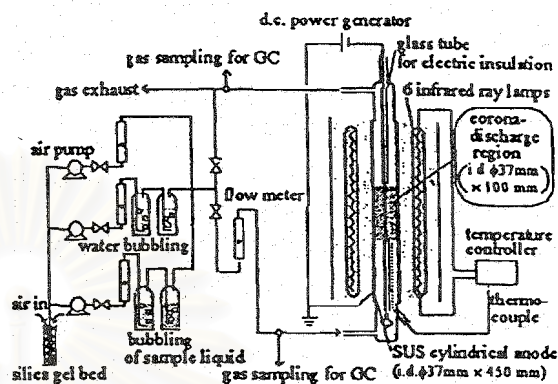 d.c. power generator
gas sampling for GC
glass tube
for electric insulation
gas exhaust
6 infrared ray lamps
corona-
discharge
region
(i.d.ϕ37mm
× 100 mm)
air pump
flow meter
water bubbling
temperature
controller
air in
thermo-
couple
bubbling
of sample liquid
SUS cylindrical anode
(i.d.ϕ37mm × 450 mm)
silica gel bed
gas sampling for GC